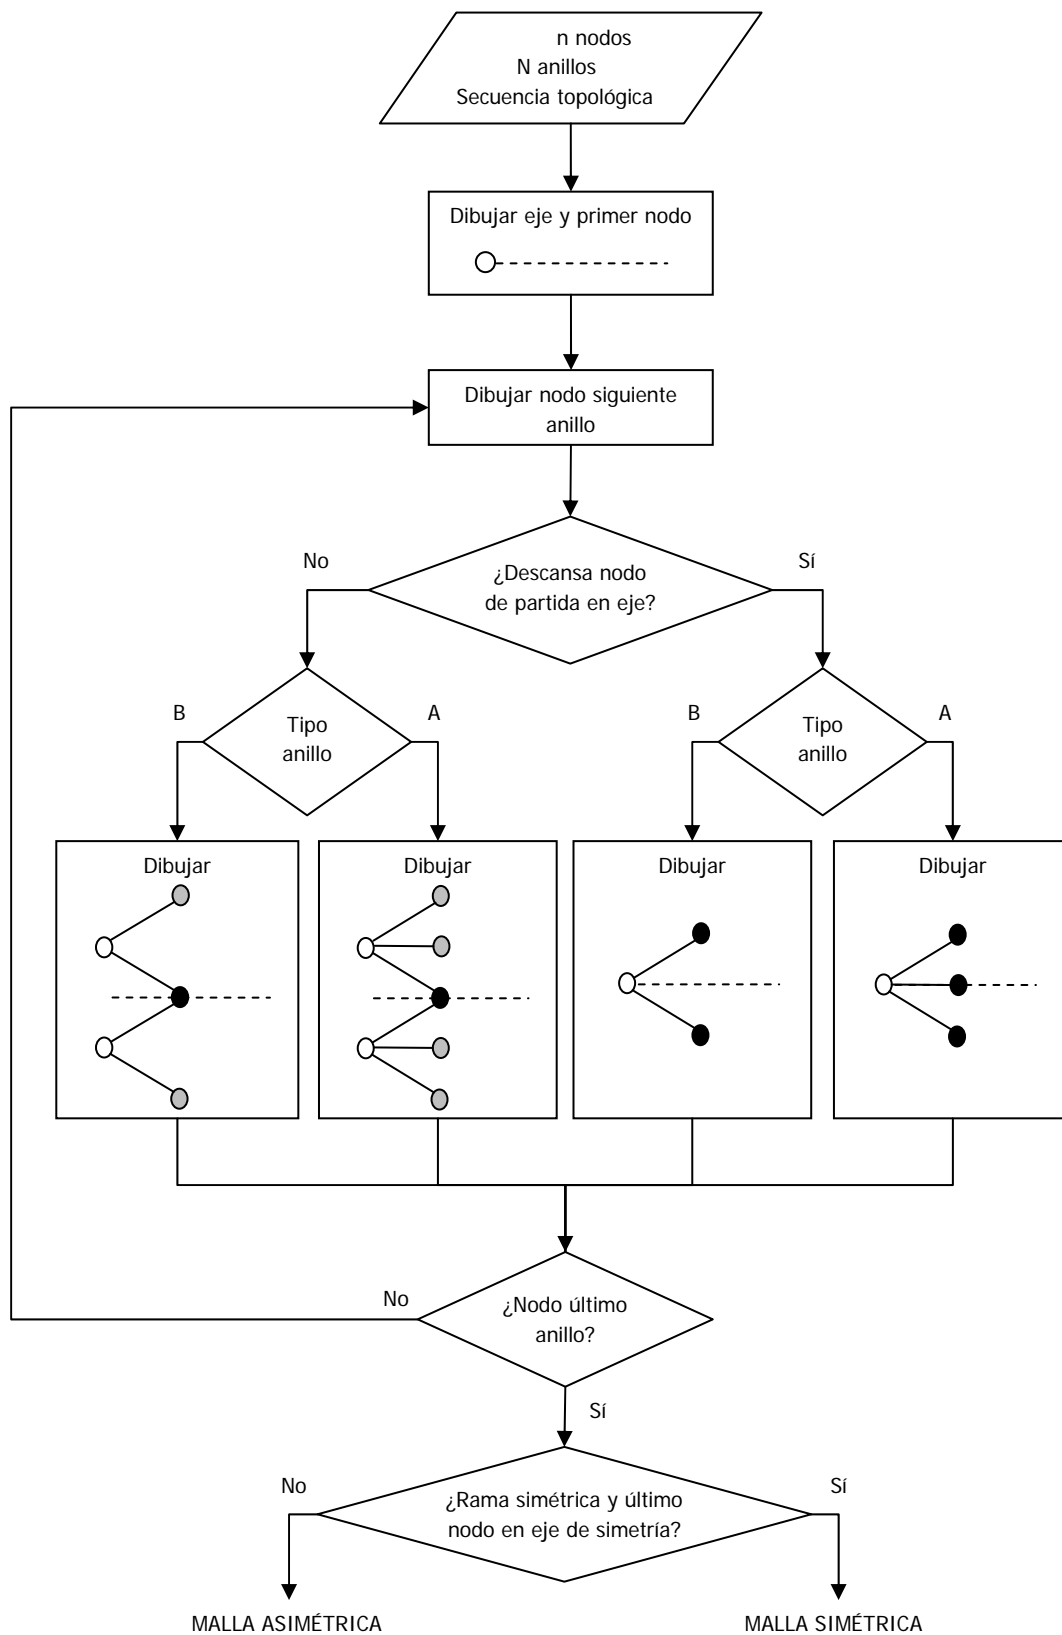 n nodos
N anillos
Secuencia topológica
Dibujar eje y primer nodo
Dibujar nodo siguiente
anillo
No
Sí
¿Descansa nodo
de partida en eje?
B
Tipo
anillo
A
B
Tipo
anillo
A
Dibujar
Dibujar
Dibujar
Dibujar
No
¿Nodo último
anillo?
Sí
No
¿Rama simétrica y último
nodo en eje de simetría?
Sí
MALLA ASIMÉTRICA
MALLA SIMÉTRICA